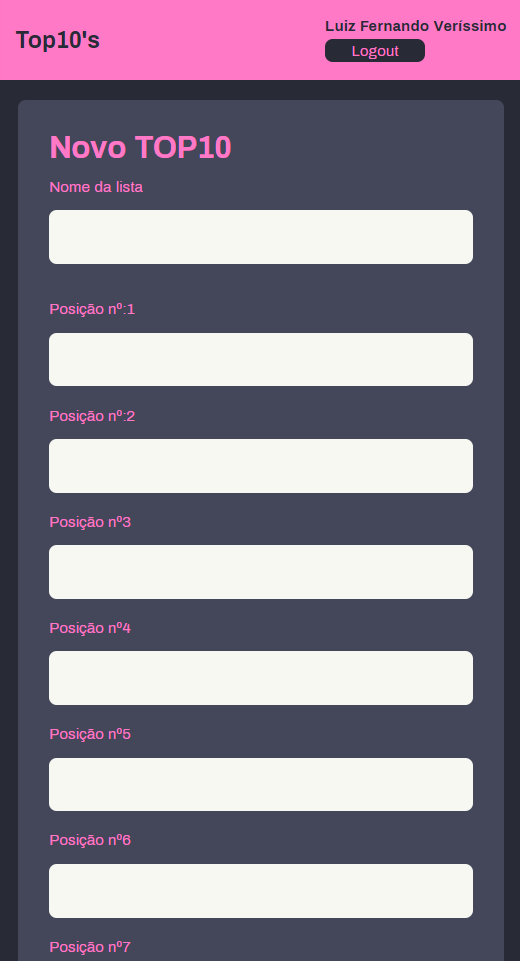 Top10's
Luiz Fernando Veríssimo
Logout
Novo TOP10
Nome da lista
Posição nº:1
Posição nº:2
Posição nº3
Posição nº4
Posição nº5
Posição nº6
Posição nº7